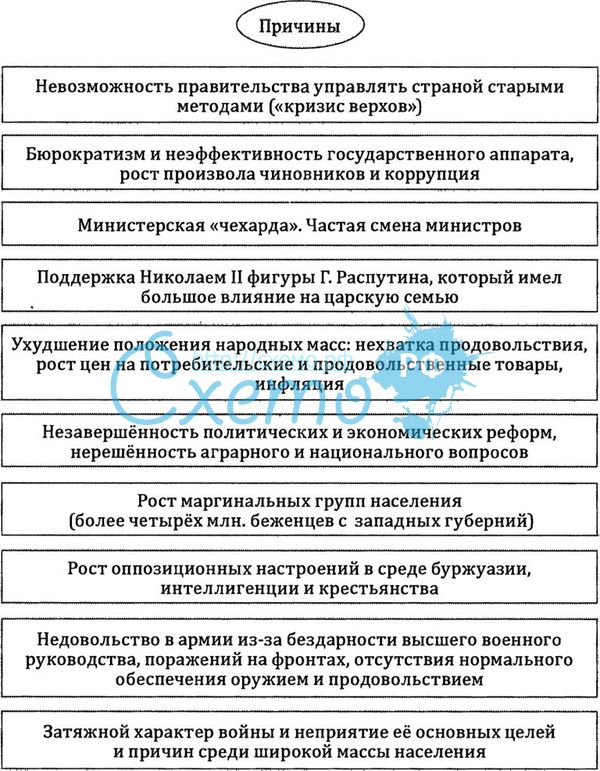 Причины
Невозможность правительства управлять страной старыми
методами («кризис верхов»)
Бюрократизм и неэффективность государственного аппарата,
рост произвола чиновников и коррупция
Министерская «чехарда». Частая смена министров
Поддержка Николаем II фигуры Г. Распутина, который имел
большое влияние на царскую семью
Ухудшение положения народных масс: нехватка продовольствия,
рост цен на потребительские и продовольственные товары,
инфляция
http://схемо.рф
Схемо
РФ
Незавершённость политических и экономических реформ,
нерешённость аграрного и национального вопросов
Рост маргинальных групп населения
(более четырёх млн. беженцев с западных губерний)
Рост оппозиционных настроений в среде буржуазии,
интеллигенции и крестьянства
Недовольство в армии из-за бездарности высшего военного
руководства, поражений на фронтах, отсутствия нормального
обеспечения оружием и продовольствием
Затяжной характер войны и неприятие её основных целей
и причин среди широкой массы населения